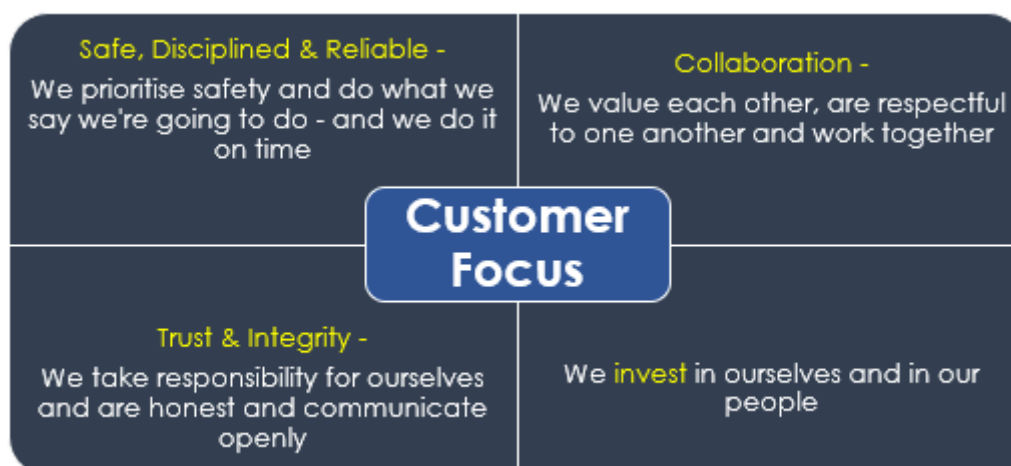 Safe, Disciplined & Reliable -
We prioritise safety and do what we
say we're going to do - and we do it
on time
Collaboration -
We value each other, are respectful
to one another and work together
Customer
Focus
Trust & Integrity -
We take responsibility for ourselves
and are honest and communicate
openly
We invest in ourselves and in our
people